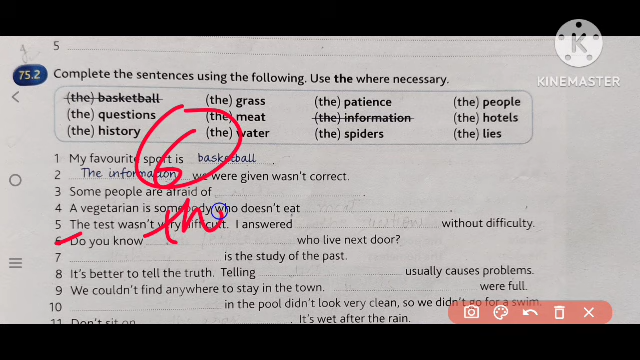 5
KINEMASTER
75.2 Complete the sentences using the following. Use the where necessary.
(the) basketball (the) grass (the) patience (the) people
(the) questions (the) meat (the) information (the) hotels
(the) history (the) water (the) spiders (the) lies
6
1 My favourite sport is basketball
2 The information we were given wasn't correct.
3 Some people are afraid of .
4 A vegetarian is somebody who doesn't eat .
the
5 The test wasn't very difficult. I answered without difficulty.
6 Do you know who live next door?
7 is the study of the past.
8 It's better to tell the truth. Telling usually causes problems.
9 We couldn't find anywhere to stay in the town. were full.
10 in the pool didn't look very clean, so we didn't go for a swim.
11 Don't sit on . It's wet after the rain.